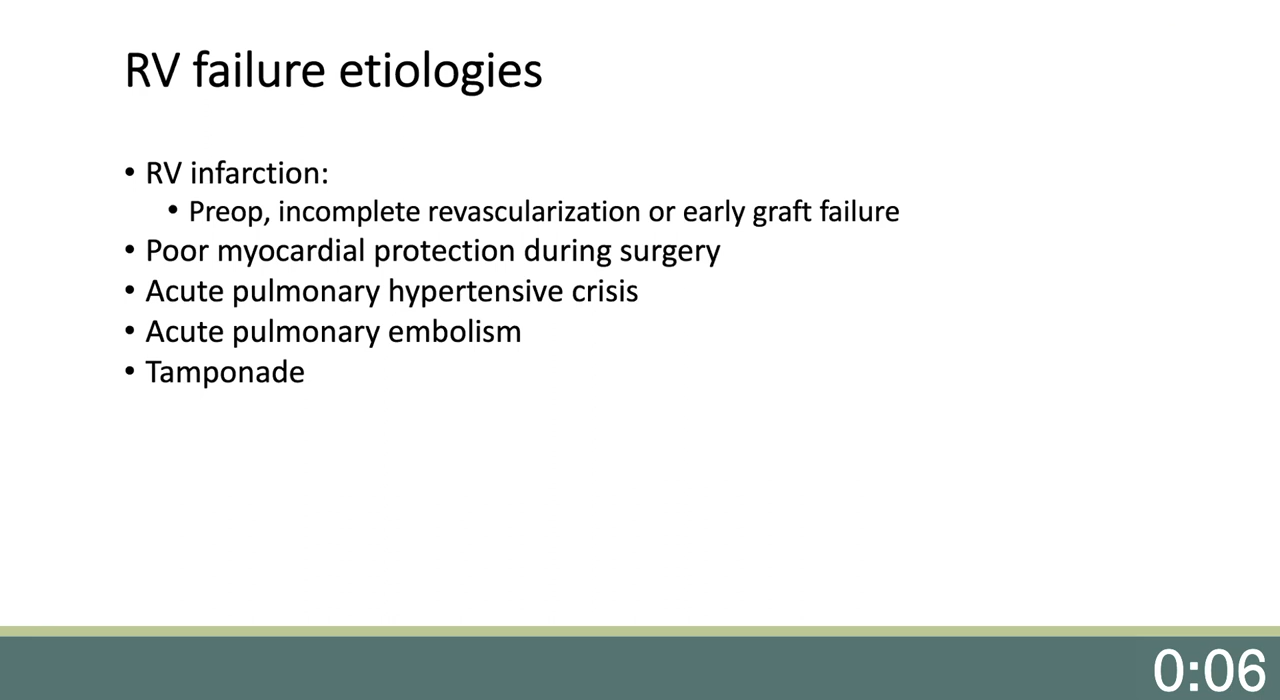 RV failure etiologies
• RV infarction:
• Preop, incomplete revascularization or early graft failure
• Poor myocardial protection during surgery
• Acute pulmonary hypertensive crisis
• Acute pulmonary embolism
• Tamponade
0:06